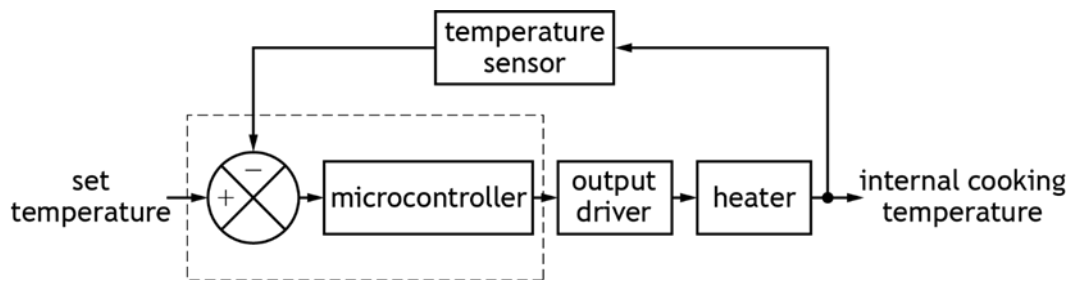 temperature
sensor
−
set
temperature
+
microcontroller
output
driver
heater
internal cooking
temperature